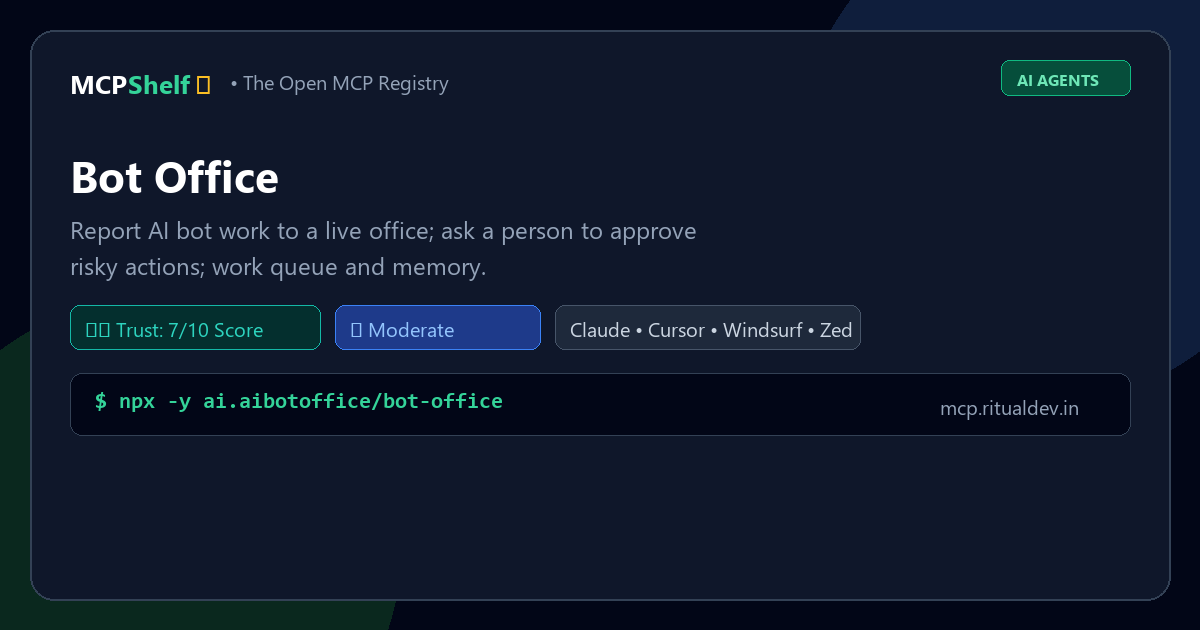 MCPShelf • The Open MCP Registry
AI AGENTS
Bot Office
Report AI bot work to a live office; ask a person to approve
risky actions; work queue and memory.
Trust: 7/10 Score
Moderate
Claude • Cursor • Windsurf • Zed
$ npx -y ai.aibotoffice/bot-office
mcp.ritualdev.in